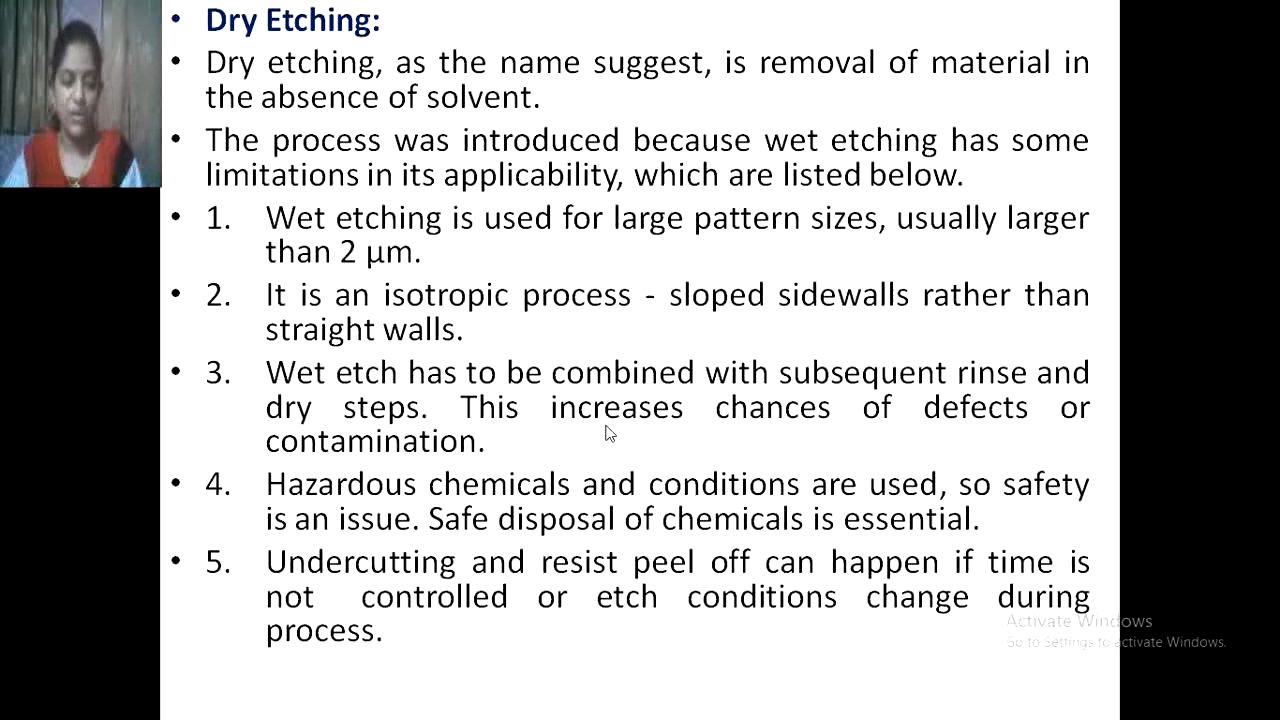 • Dry Etching:
• Dry etching, as the name suggest, is removal of material in
the absence of solvent.
• The process was introduced because wet etching has some
limitations in its applicability, which are listed below.
• 1. Wet etching is used for large pattern sizes, usually larger
than 2 µm.
• 2. It is an isotropic process - sloped sidewalls rather than
straight walls.
• 3. Wet etch has to be combined with subsequent rinse and
dry steps. This increases chances of defects or
contamination.
• 4. Hazardous chemicals and conditions are used, so safety
is an issue. Safe disposal of chemicals is essential.
• 5. Undercutting and resist peel off can happen if time is
not controlled or etch conditions change during
process.
Activate Windows
Go to Settings to activate Windows.